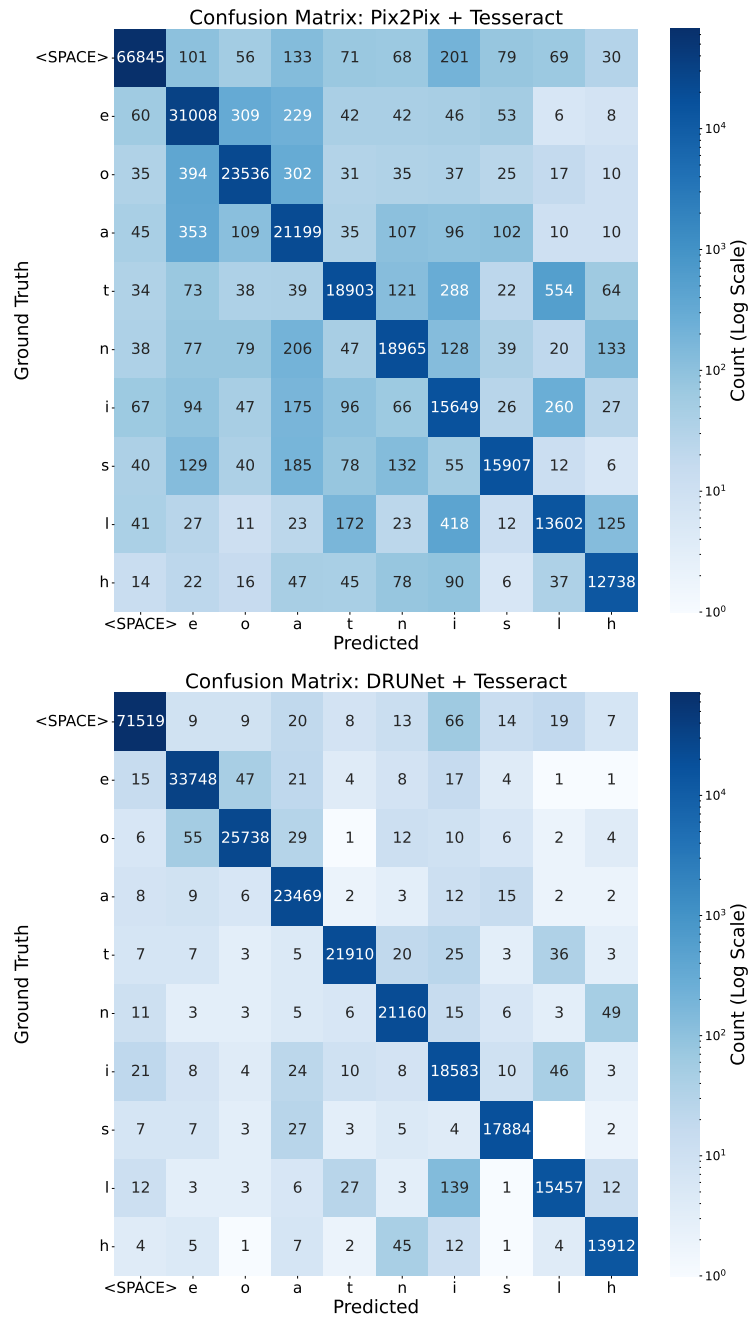 Confusion Matrix: Pix2Pix + Tesseract
<SPACE> 66845 101 56 133 71 68 201 79 69 30
e 60 31008 309 229 42 42 46 53 6 8
o 35 394 23536 302 31 35 37 25 17 10
a 45 353 109 21199 35 107 96 102 10 10
t 34 73 38 39 18903 121 288 22 554 64
n 38 77 79 206 47 18965 128 39 20 133
i 67 94 47 175 96 66 15649 26 260 27
s 40 129 40 185 78 132 55 15907 12 6
l 41 27 11 23 172 23 418 12 13602 125
h 14 22 16 47 45 78 90 6 37 12738
<SPACE> e o a t n i s l h
Predicted
Ground Truth
10⁴
10³
10²
10¹
10⁰
Count (Log Scale)
Confusion Matrix: DRUNet + Tesseract
<SPACE> 71519 9 9 20 8 13 66 14 19 7
e 15 33748 47 21 4 8 17 4 1 1
o 6 55 25738 29 1 12 10 6 2 4
a 8 9 6 23469 2 3 12 15 2 2
t 7 7 3 5 21910 20 25 3 36 3
n 11 3 3 5 6 21160 15 6 3 49
i 21 8 4 24 10 8 18583 10 46 3
s 7 7 3 27 3 5 4 17884 2
l 12 3 3 6 27 3 139 1 15457 12
h 4 5 1 7 2 45 12 1 4 13912
<SPACE> e o a t n i s l h
Predicted
Ground Truth
10⁴
10³
10²
10¹
10⁰
Count (Log Scale)